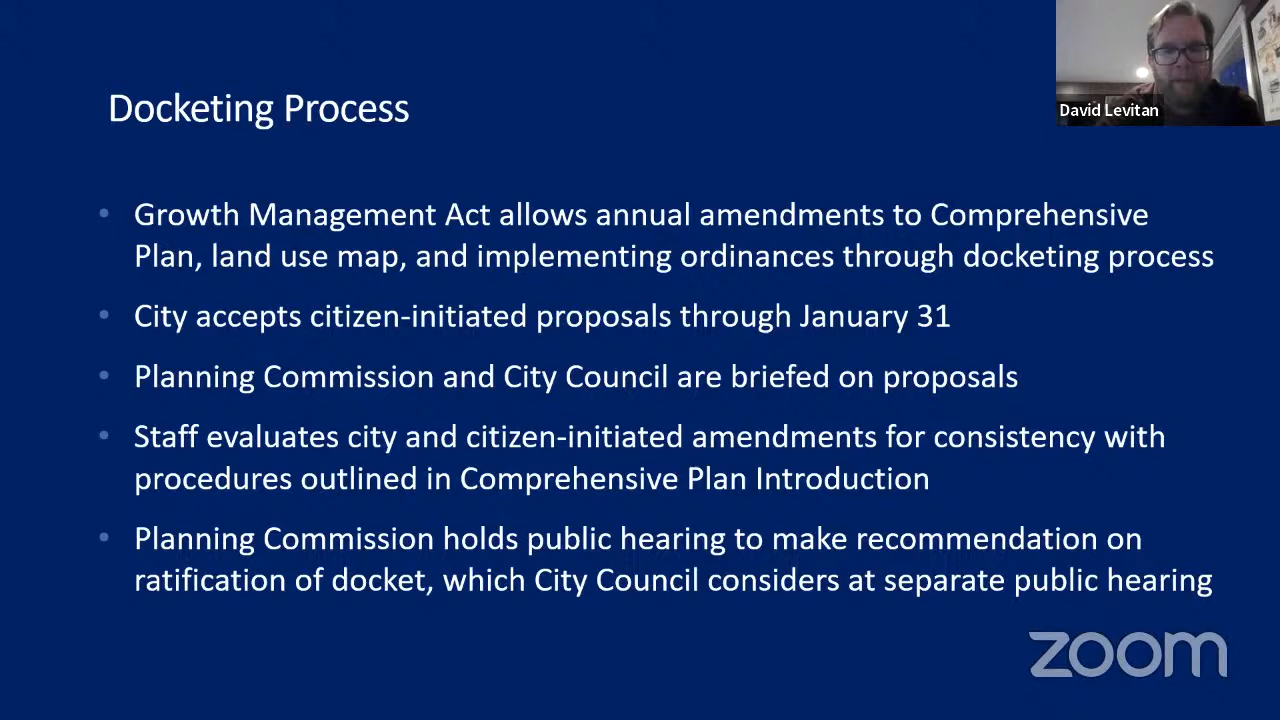 David Levitan
Docketing Process
• Growth Management Act allows annual amendments to Comprehensive
Plan, land use map, and implementing ordinances through docketing process
• City accepts citizen-initiated proposals through January 31
• Planning Commission and City Council are briefed on proposals
• Staff evaluates city and citizen-initiated amendments for consistency with
procedures outlined in Comprehensive Plan Introduction
• Planning Commission holds public hearing to make recommendation on
ratification of docket, which City Council considers at separate public hearing
zoom